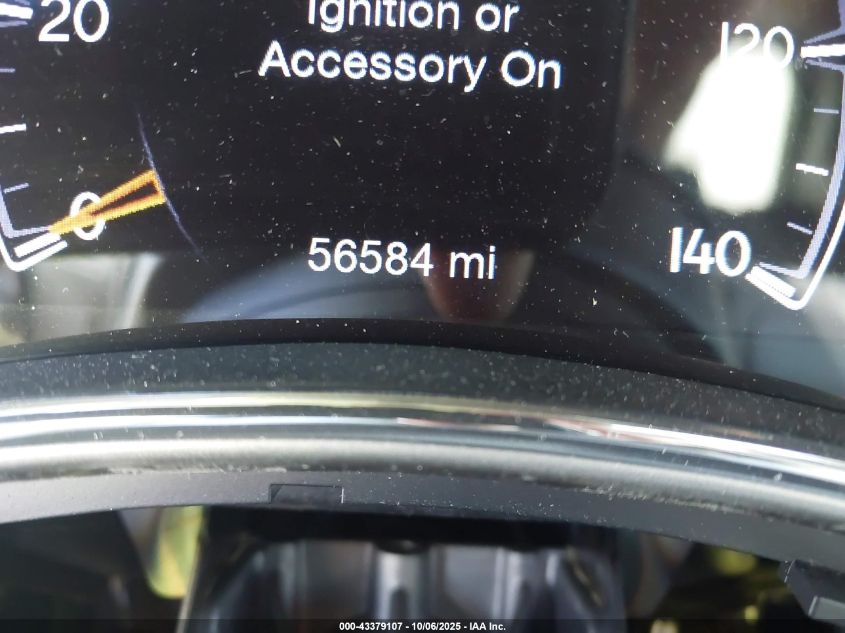 20
Ignition or
Accessory On
120
0
56584 mi
140
000-43379107 - 10/06/2025 - IAA Inc.